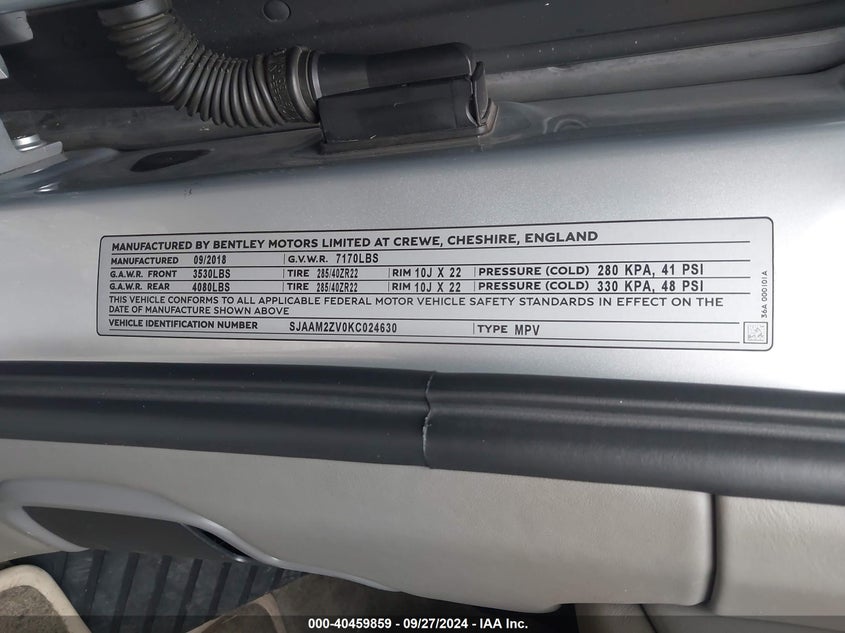 MANUFACTURED BY BENTLEY MOTORS LIMITED AT CREWE, CHESHIRE, ENGLAND
MANUFACTURED 09/2018 G.V.W.R. 7170LBS
G.A.W.R. FRONT 3530LBS TIRE 285/40ZR22 RIM 10J X 22 PRESSURE (COLD) 280 KPA, 41 PSI
G.A.W.R. REAR 4080LBS TIRE 285/40ZR22 RIM 10J X 22 PRESSURE (COLD) 330 KPA, 48 PSI
THIS VEHICLE CONFORMS TO ALL APPLICABLE FEDERAL MOTOR VEHICLE SAFETY STANDARDS IN EFFECT ON THE
DATE OF MANUFACTURE SHOWN ABOVE
VEHICLE IDENTIFICATION NUMBER SJAAM2ZV0KC024630 TYPE MPV
36A 000101A
000-40459859 - 09/27/2024 - IAA Inc.